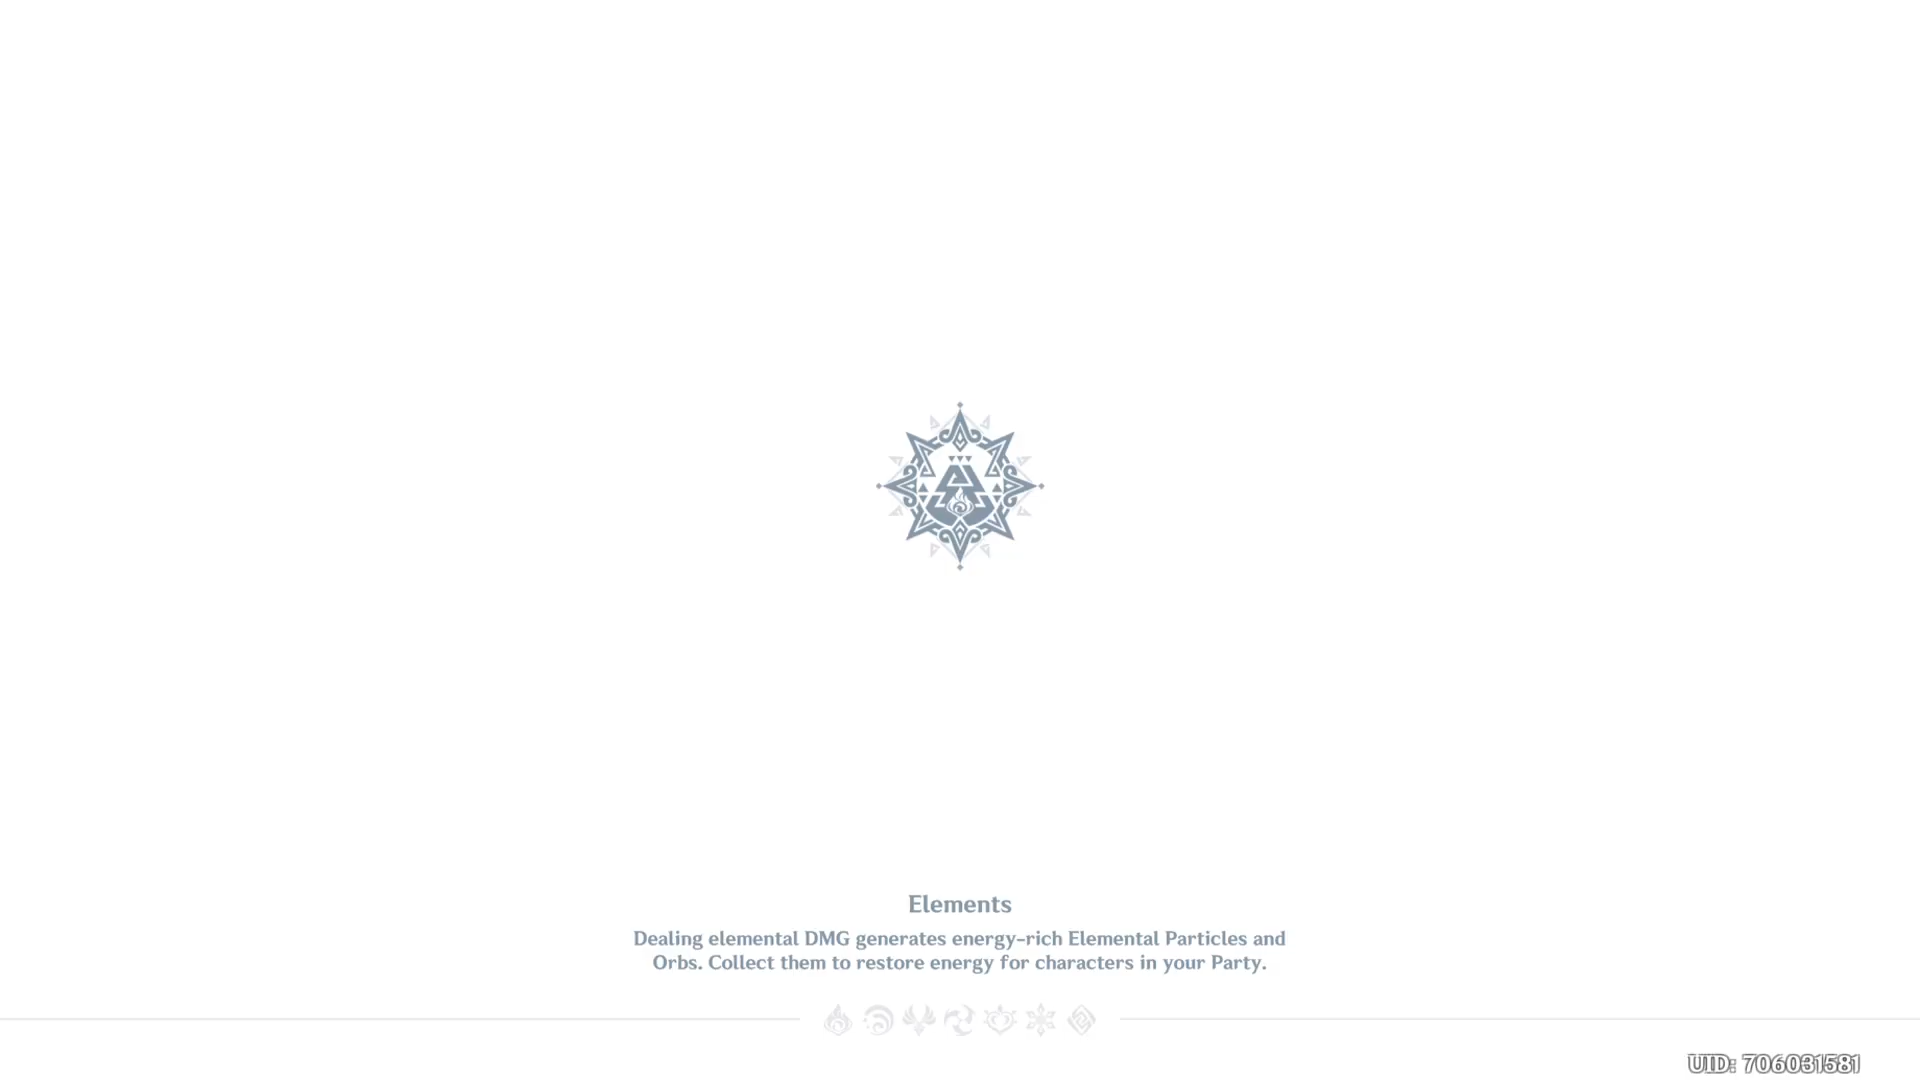 Elements
Dealing elemental DMG generates energy-rich Elemental Particles and
Orbs. Collect them to restore energy for characters in your Party.
UID: 706031581